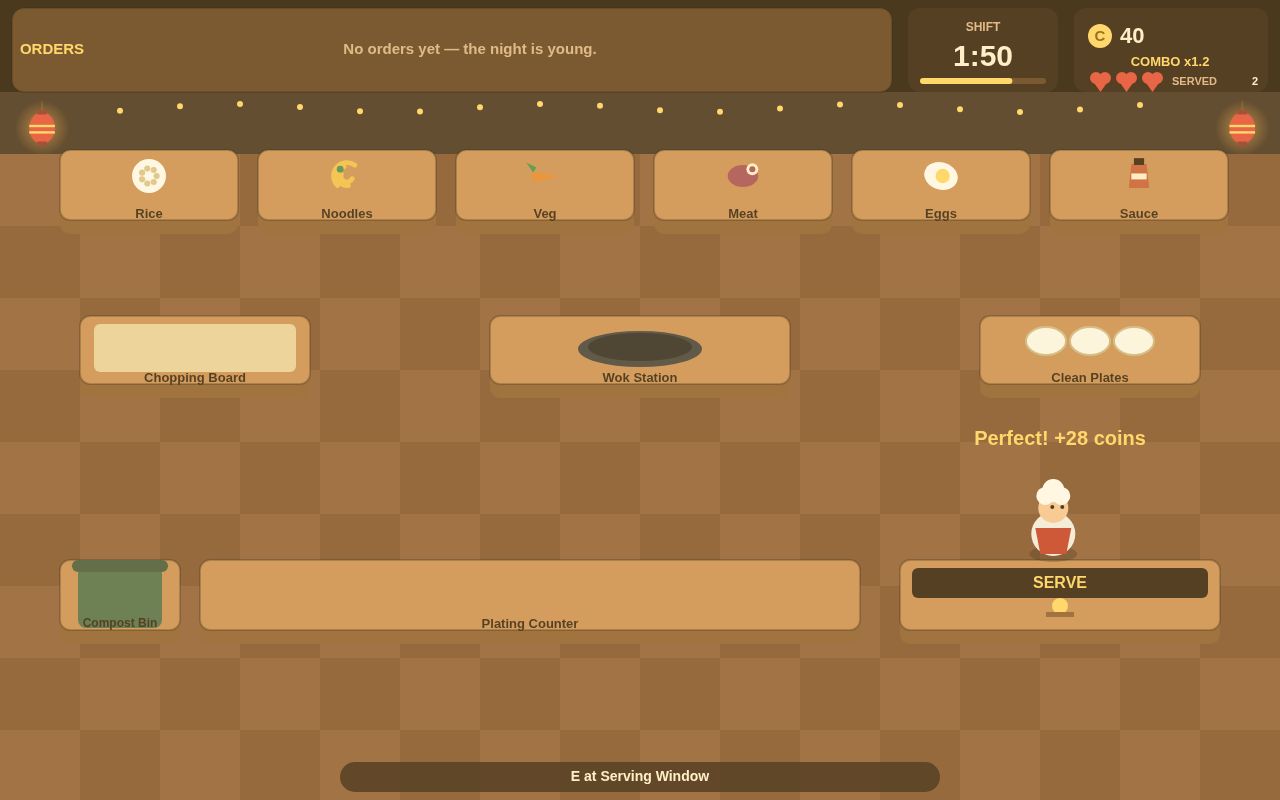 ORDERS
No orders yet — the night is young.
SHIFT
1:50
C 40
COMBO x1.2
SERVED 2
Rice
Noodles
Veg
Meat
Eggs
Sauce
Chopping Board
Wok Station
Clean Plates
Perfect! +28 coins
SERVE
Compost Bin
Plating Counter
E at Serving Window